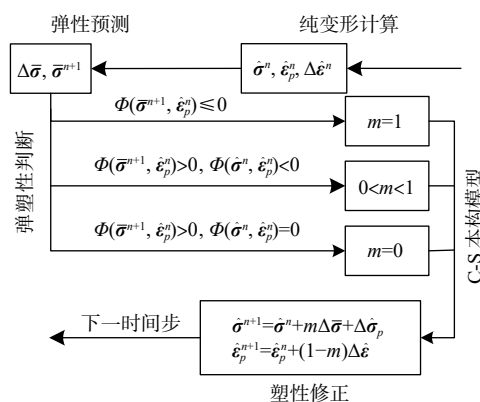 弹性预测
纯变形计算
Δσ̄, σ̄ⁿ⁺¹
σ̂ⁿ, ε̂ₚⁿ, Δε̂ⁿ
Φ(σ̄ⁿ⁺¹, ε̂ₚⁿ)≤0
m=1
弹塑性判断
Φ(σ̄ⁿ⁺¹, ε̂ₚⁿ)>0, Φ(σ̂ⁿ, ε̂ₚⁿ)<0
0<m<1
Φ(σ̄ⁿ⁺¹, ε̂ₚⁿ)>0, Φ(σ̂ⁿ, ε̂ₚⁿ)=0
m=0
C-S 本构模型
下一时间步
σ̂ⁿ⁺¹=σ̂ⁿ+mΔσ̄+Δσ̂ₚ
ε̂ₚⁿ⁺¹=ε̂ₚⁿ+(1−m)Δε̂
塑性修正